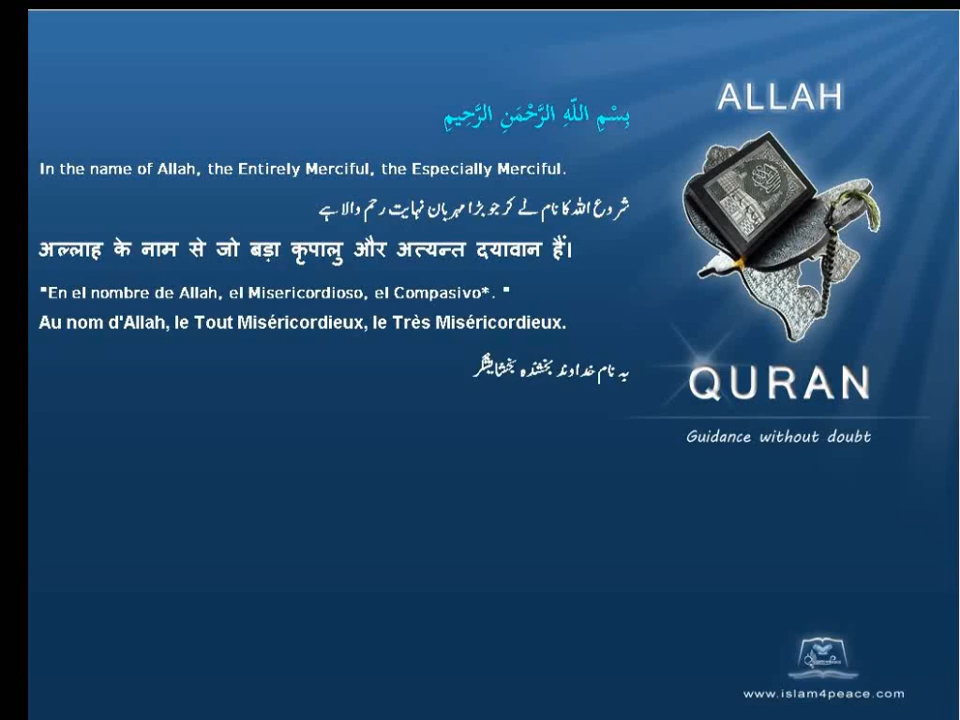 بِسْمِ اللّهِ الرَّحْمَنِ الرَّحِيمِ
In the name of Allah, the Entirely Merciful, the Especially Merciful.
شروع اللہ کا نام لے کر جو بڑا مہربان نہایت رحم والا ہے
अल्लाह के नाम से जो बड़ा कृपालु और अत्यन्त दयावान हैं।
"En el nombre de Allah, el Misericordioso, el Compasivo*. "
Au nom d'Allah, le Tout Miséricordieux, le Très Miséricordieux.
به نام خداوند بخشنده بخشایشگر
ALLAH
QURAN
Guidance without doubt
www.islam4peace.com